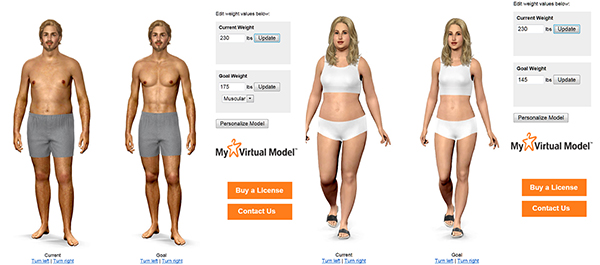 Edit weight values below:
Current Weight
230 lbs Update
Goal Weight
175 lbs Update
Muscular
Personalize Model
My Virtual Model™
Buy a License
Contact Us
Current
Turn left | Turn right
Goal
Turn left | Turn right
Edit weight values below:
Current Weight
230 lbs Update
Goal Weight
145 lbs Update
Personalize Model
My Virtual Model™
Buy a License
Contact Us
Current
Turn left | Turn right
Goal
Turn left | Turn right